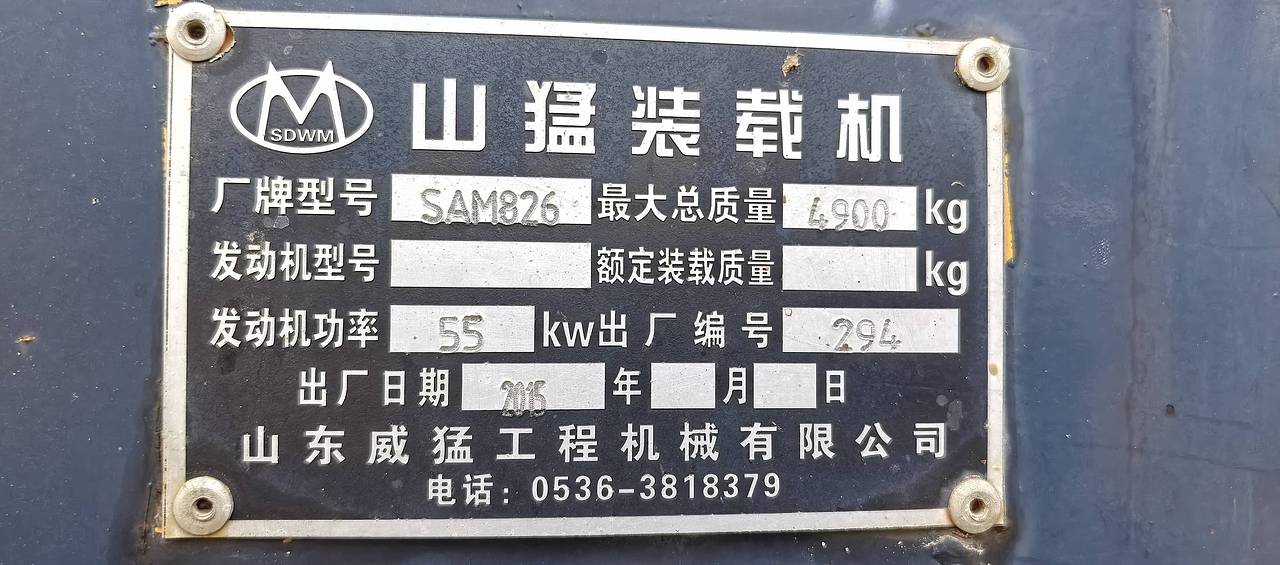 SDWM 山猛装载机
厂牌型号 SAM826 最大总质量 4900 kg
发动机型号 额定装载质量 kg
发动机功率 55 kw 出厂编号 294
出厂日期 2015 年 月 日
山东威猛工程机械有限公司
电话：0536-3818379